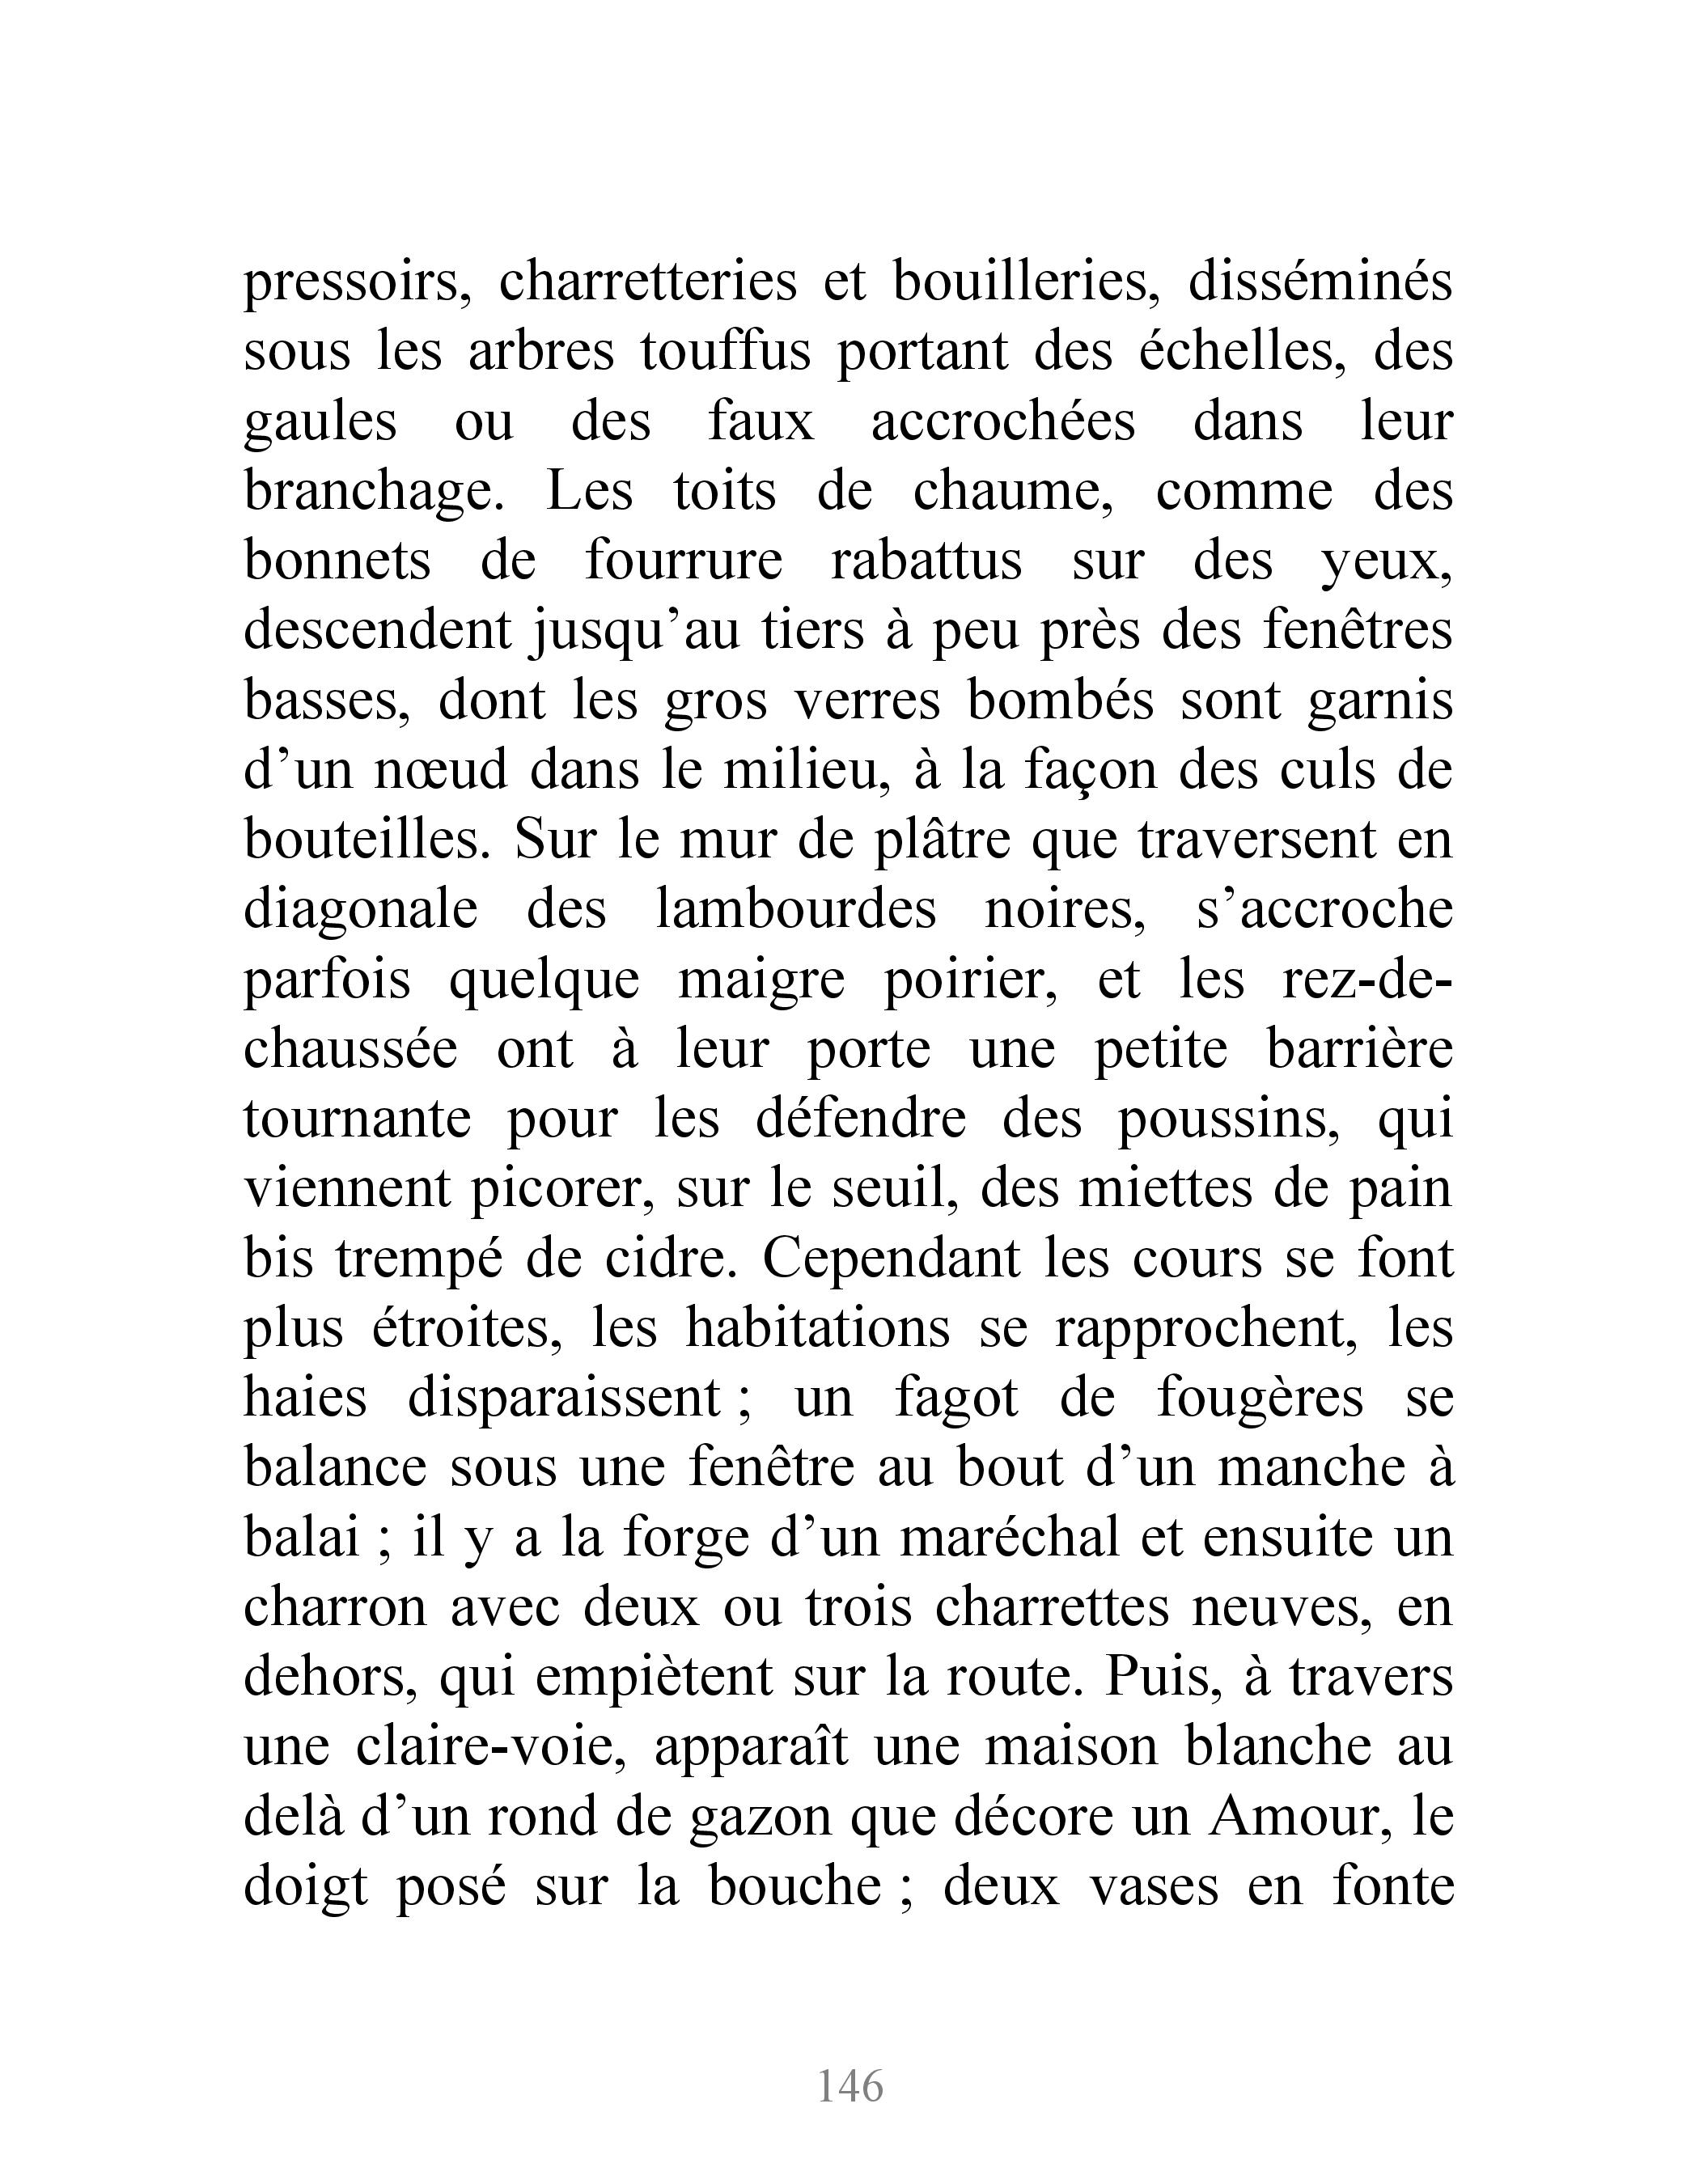 pressoirs, charretteries et bouilleries, disséminés
sous les arbres touffus portant des échelles, des
gaules ou des faux accrochées dans leur
branchage. Les toits de chaume, comme des
bonnets de fourrure rabattus sur des yeux,
descendent jusqu’au tiers à peu près des fenêtres
basses, dont les gros verres bombés sont garnis
d’un nœud dans le milieu, à la façon des culs de
bouteilles. Sur le mur de plâtre que traversent en
diagonale des lambourdes noires, s’accroche
parfois quelque maigre poirier, et les rez-de-
chaussée ont à leur porte une petite barrière
tournante pour les défendre des poussins, qui
viennent picorer, sur le seuil, des miettes de pain
bis trempé de cidre. Cependant les cours se font
plus étroites, les habitations se rapprochent, les
haies disparaissent ; un fagot de fougères se
balance sous une fenêtre au bout d’un manche à
balai ; il y a la forge d’un maréchal et ensuite un
charron avec deux ou trois charrettes neuves, en
dehors, qui empiètent sur la route. Puis, à travers
une claire-voie, apparaît une maison blanche au
delà d’un rond de gazon que décore un Amour, le
doigt posé sur la bouche ; deux vases en fonte
146